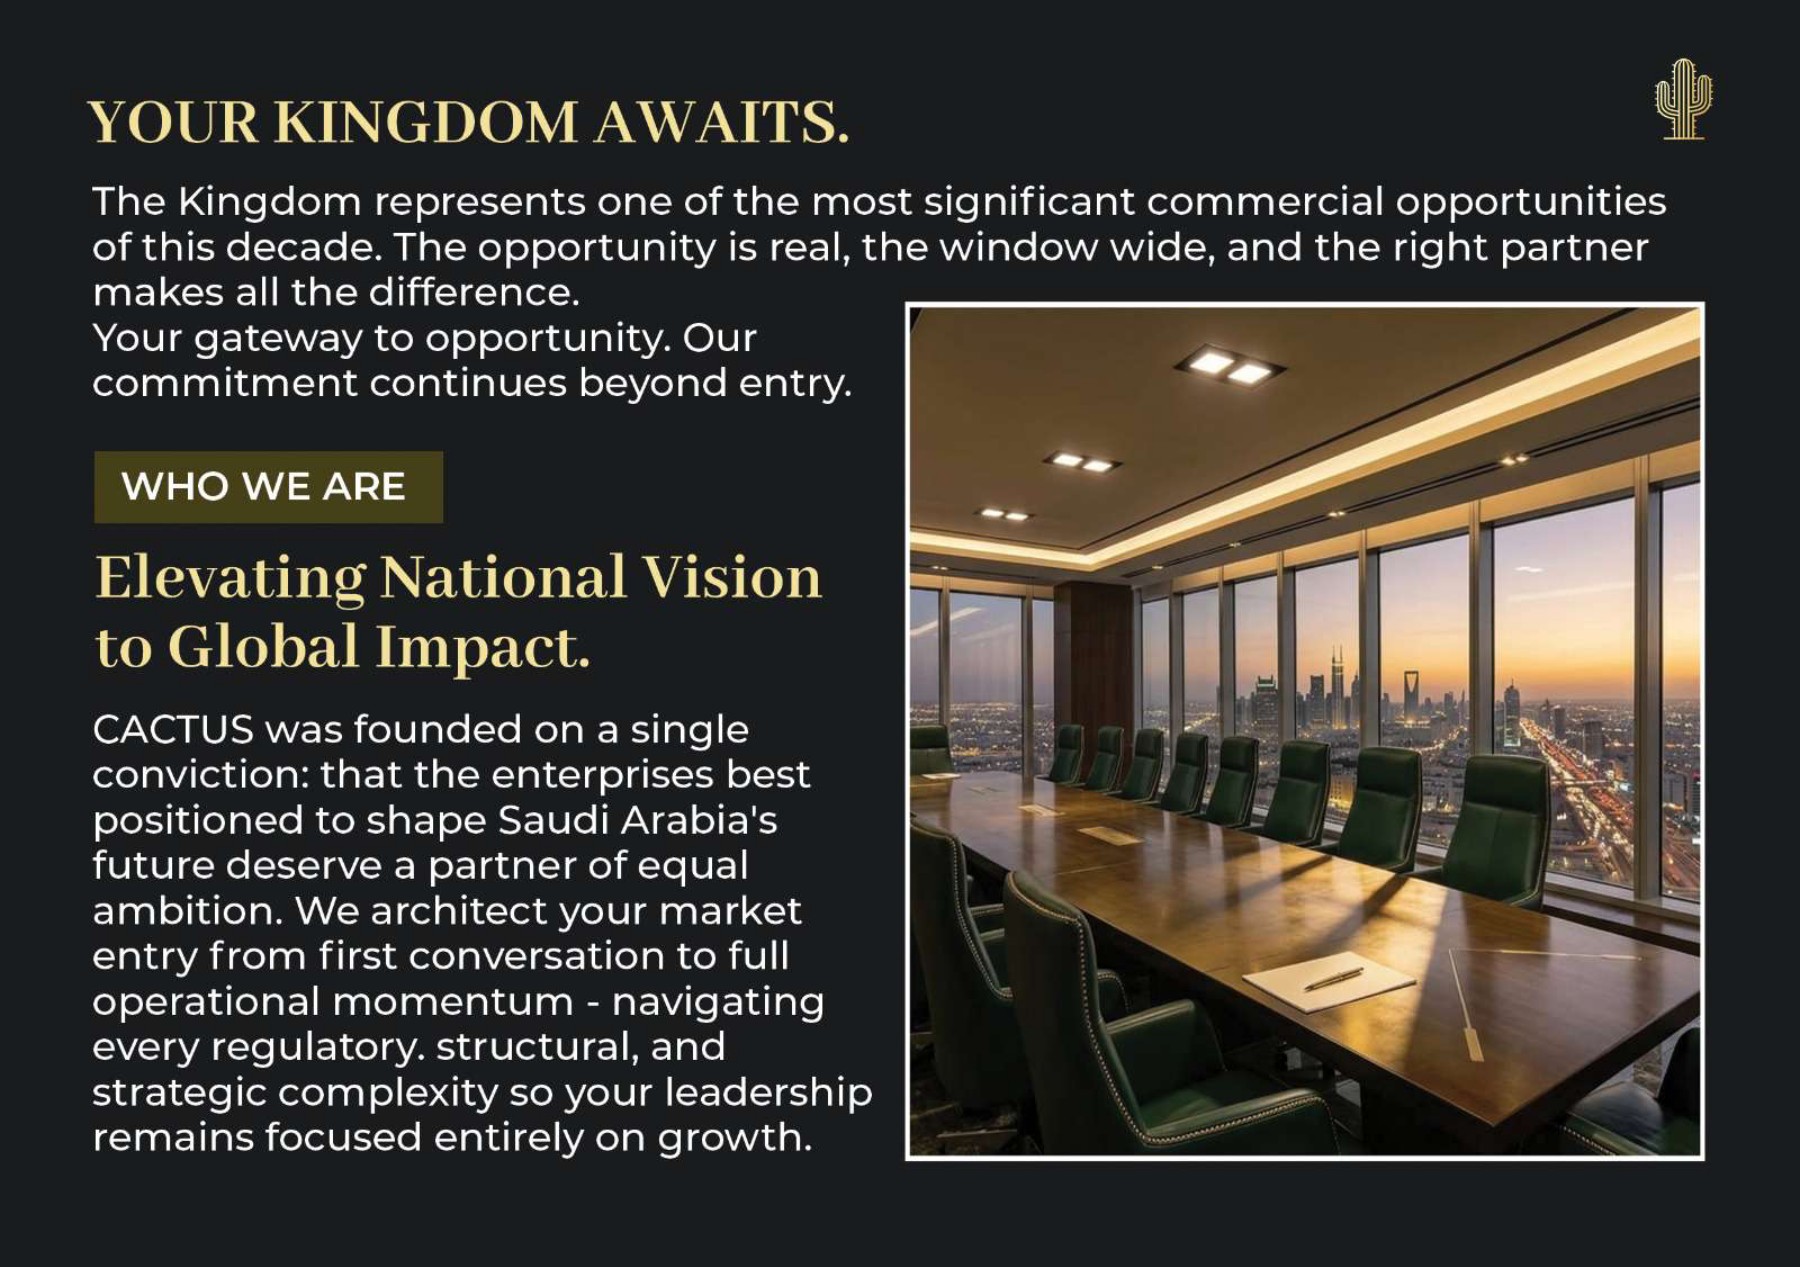 YOUR KINGDOM AWAITS.
The Kingdom represents one of the most significant commercial opportunities
of this decade. The opportunity is real, the window wide, and the right partner
makes all the difference.
Your gateway to opportunity. Our
commitment continues beyond entry.
WHO WE ARE
Elevating National Vision
to Global Impact.
CACTUS was founded on a single
conviction: that the enterprises best
positioned to shape Saudi Arabia's
future deserve a partner of equal
ambition. We architect your market
entry from first conversation to full
operational momentum - navigating
every regulatory. structural, and
strategic complexity so your leadership
remains focused entirely on growth.